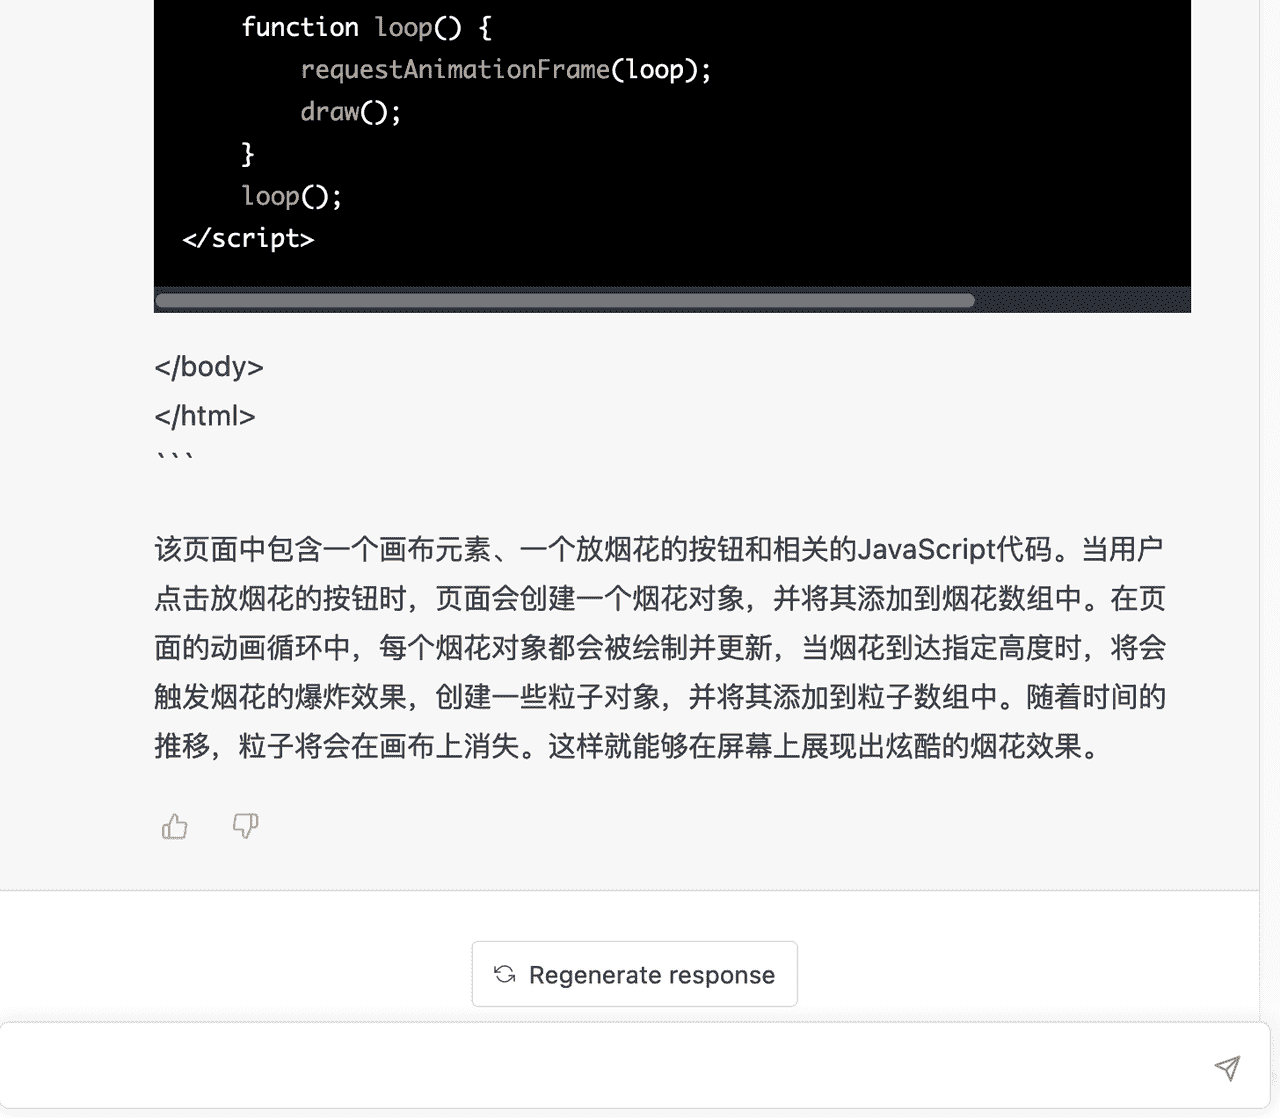 function loop() {
requestAnimationFrame(loop);
draw();
}
loop();
</script>
</body>
</html>
```
该页面中包含一个画布元素、一个放烟花的按钮和相关的JavaScript代码。当用户
点击放烟花的按钮时，页面会创建一个烟花对象，并将其添加到烟花数组中。在页
面的动画循环中，每个烟花对象都会被绘制并更新，当烟花到达指定高度时，将会
触发烟花的爆炸效果，创建一些粒子对象，并将其添加到粒子数组中。随着时间的
推移，粒子将会在画布上消失。这样就能够在屏幕上展现出炫酷的烟花效果。
Regenerate response